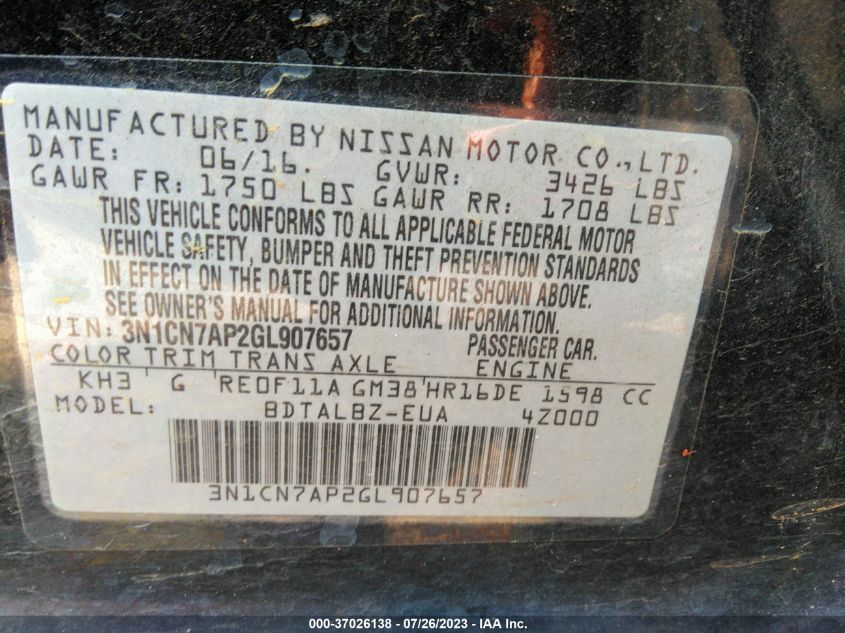 MANUFACTURED BY NISSAN MOTOR CO.,LTD.
DATE: 06/16. GVWR: 3426 LBS
GAWR FR: 1750 LBS GAWR RR: 1708 LBS
THIS VEHICLE CONFORMS TO ALL APPLICABLE FEDERAL MOTOR
VEHICLE SAFETY, BUMPER AND THEFT PREVENTION STANDARDS
IN EFFECT ON THE DATE OF MANUFACTURE SHOWN ABOVE.
SEE OWNER'S MANUAL FOR ADDITIONAL INFORMATION.
VIN: 3N1CN7AP2GL907657 PASSENGER CAR.
COLOR TRIM TRANS AXLE ENGINE
KH3 G RE0F11A GM38 HR16DE 1598 CC
MODEL: BDTALBZ-EUA 4Z000
3N1CN7AP2GL907657
000-37026138 - 07/26/2023 - IAA Inc.